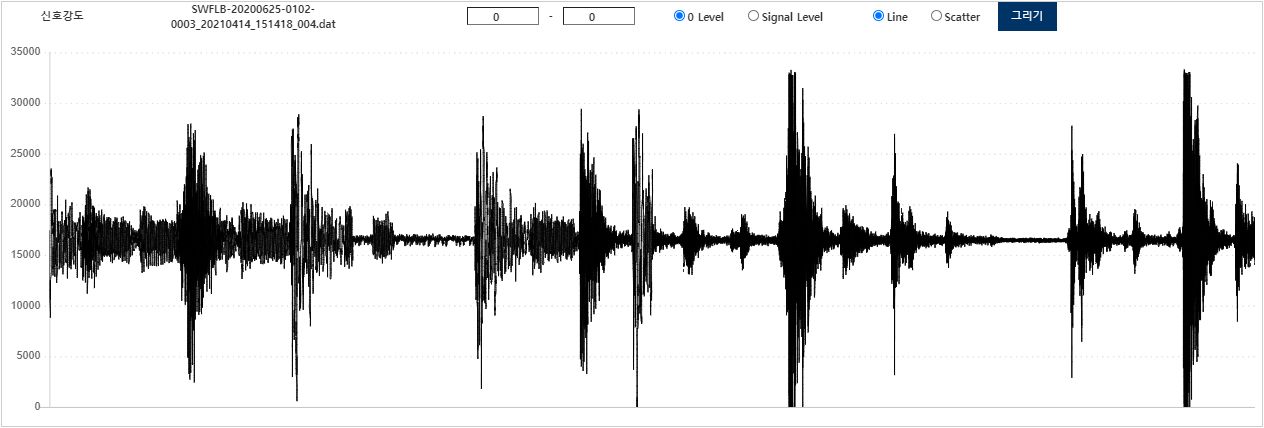 신호강도
SWFLB-20200625-0102-
0003_20210414_151418_004.dat
0 - 0
0 Level Signal Level
Line Scatter
그리기
35000
30000
25000
20000
15000
10000
5000
0